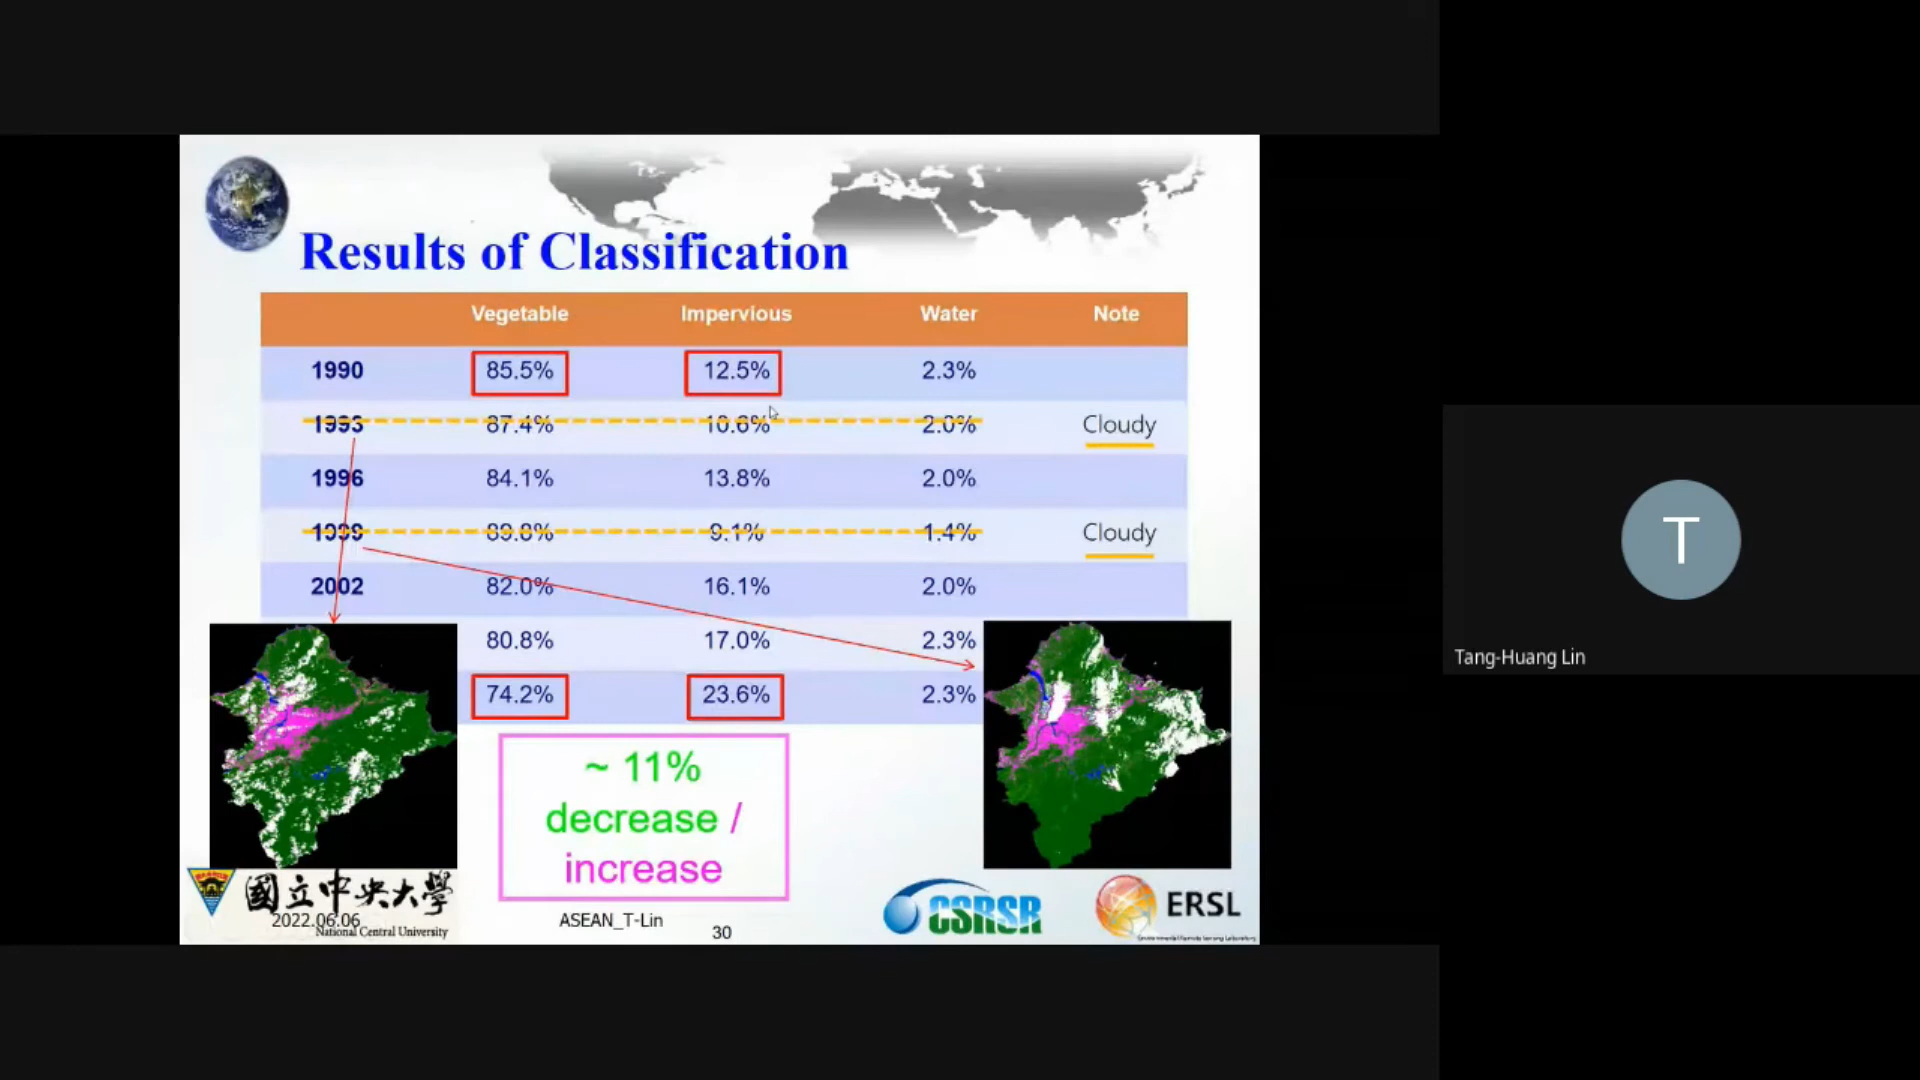 Results of Classification
Vegetable Impervious Water Note
1990 85.5% 12.5% 2.3%
1993 87.4% 10.6% 2.0% Cloudy
1996 84.1% 13.8% 2.0%
1999 89.8% 9.1% 1.4% Cloudy
2002 82.0% 16.1% 2.0%
80.8% 17.0% 2.3%
74.2% 23.6% 2.3%
~ 11%
decrease /
increase
國立中央大學
National Central University
2022.06.06
ASEAN_T-Lin
30
CSRSR
ERSL
T
Tang-Huang Lin